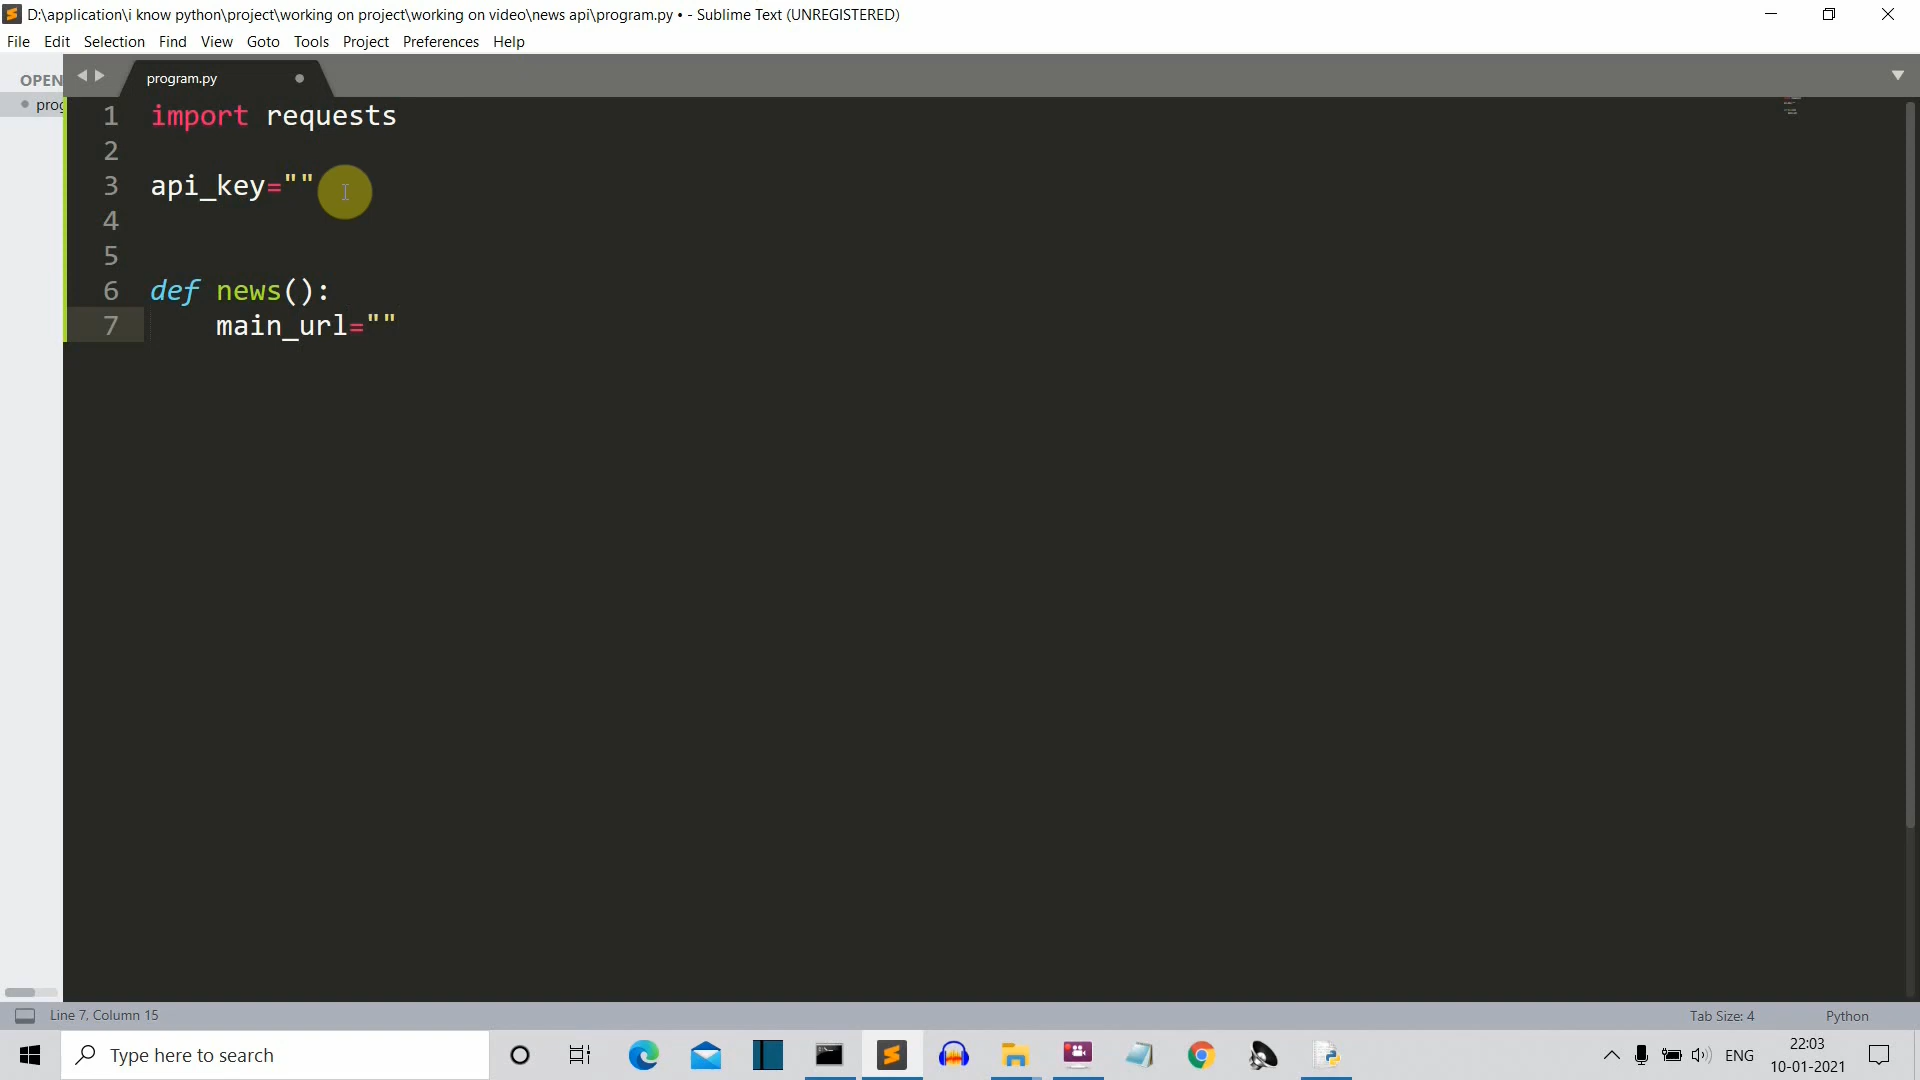 D:\application\i know python\project\working on project\working on video\news api\program.py • - Sublime Text (UNREGISTERED)
File Edit Selection Find View Goto Tools Project Preferences Help
OPEN
program.py
prog
1 import requests
2
3 api_key=""
4
5
6 def news():
7 main_url=""
Line 7, Column 15
Tab Size: 4
Python
Type here to search
ENG
22:03
10-01-2021